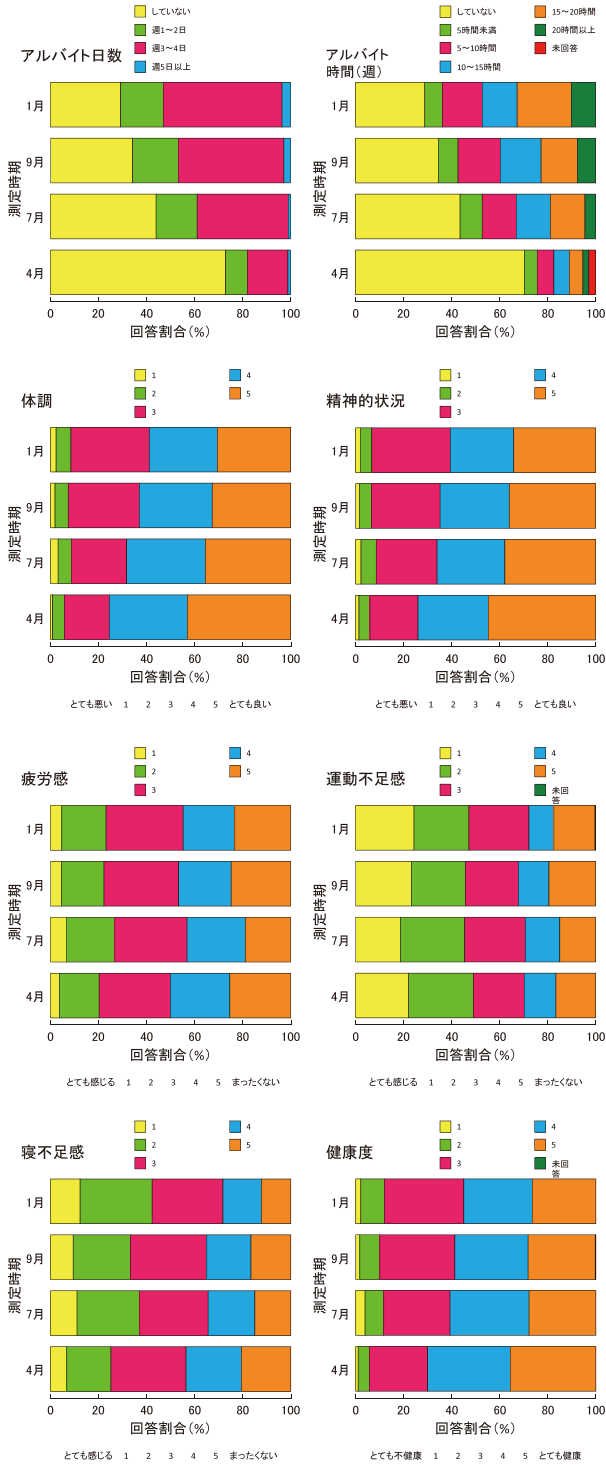 していない
週1～2日
週3～4日
週5日以上
アルバイト日数
1月
9月
7月
4月
測定時期
0 20 40 60 80 100
回答割合(%)
していない
5時間未満
5～10時間
10～15時間
15～20時間
20時間以上
未回答
アルバイト
時間(週)
1月
9月
7月
4月
測定時期
0 20 40 60 80 100
回答割合(%)
1
2
3
4
5
体調
1月
9月
7月
4月
測定時期
0 20 40 60 80 100
回答割合(%)
とても悪い 1 2 3 4 5 とても良い
1
2
3
4
5
精神的状況
1月
9月
7月
4月
測定時期
0 20 40 60 80 100
回答割合(%)
とても悪い 1 2 3 4 5 とても良い
1
2
3
4
5
疲労感
1月
9月
7月
4月
測定時期
0 20 40 60 80 100
回答割合(%)
とても感じる 1 2 3 4 5 まったくない
1
2
3
4
5
未回
答
運動不足感
1月
9月
7月
4月
測定時期
0 20 40 60 80 100
回答割合(%)
とても感じる 1 2 3 4 5 まったくない
1
2
3
4
5
寝不足感
1月
9月
7月
4月
測定時期
0 20 40 60 80 100
回答割合(%)
とても感じる 1 2 3 4 5 まったくない
1
2
3
4
5
未回
答
健康度
1月
9月
7月
4月
測定時期
0 20 40 60 80 100
回答割合(%)
とても不健康 1 2 3 4 5 とても健康